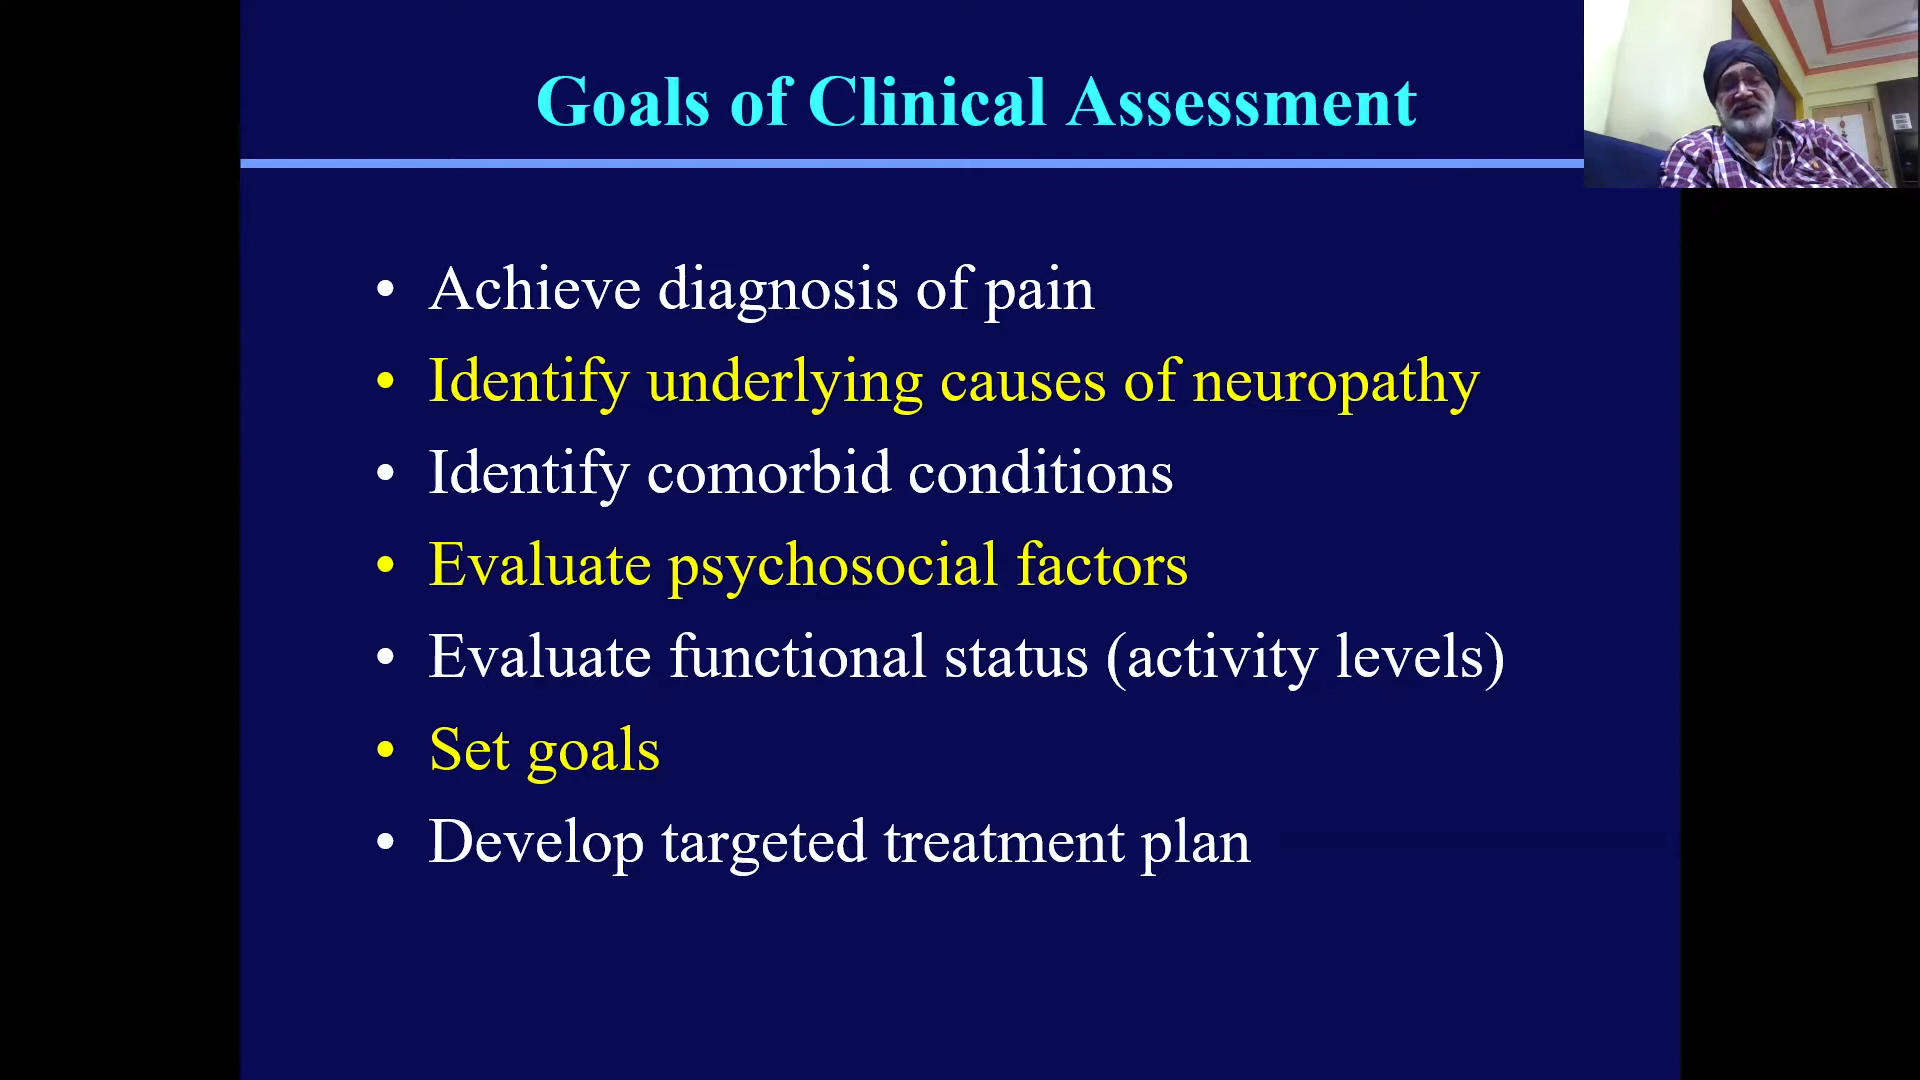 Goals of Clinical Assessment
• Achieve diagnosis of pain
• Identify underlying causes of neuropathy
• Identify comorbid conditions
• Evaluate psychosocial factors
• Evaluate functional status (activity levels)
• Set goals
• Develop targeted treatment plan